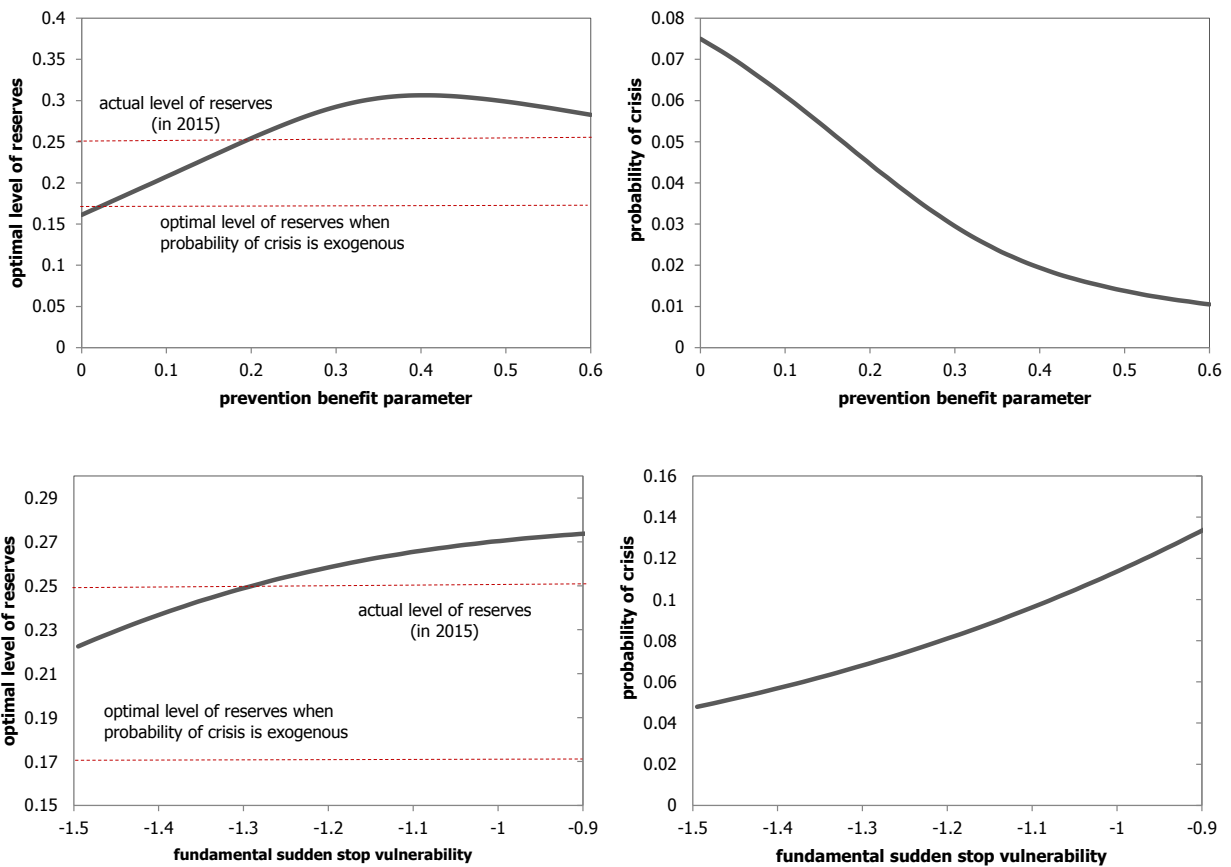 optimal level of reserves
0.4
0.35
0.3
0.25
0.2
0.15
0.1
0.05
0
actual level of reserves
(in 2015)
optimal level of reserves when
probability of crisis is exogenous
0 0.1 0.2 0.3 0.4 0.5 0.6
prevention benefit parameter
probability of crisis
0.08
0.07
0.06
0.05
0.04
0.03
0.02
0.01
0
0 0.1 0.2 0.3 0.4 0.5 0.6
prevention benefit parameter
optimal level of reserves
0.29
0.27
0.25
0.23
0.21
0.19
0.17
0.15
actual level of reserves
(in 2015)
optimal level of reserves when
probability of crisis is exogenous
-1.5 -1.4 -1.3 -1.2 -1.1 -1 -0.9
fundamental sudden stop vulnerability
probability of crisis
0.16
0.14
0.12
0.1
0.08
0.06
0.04
0.02
0
-1.5 -1.4 -1.3 -1.2 -1.1 -1 -0.9
fundamental sudden stop vulnerability